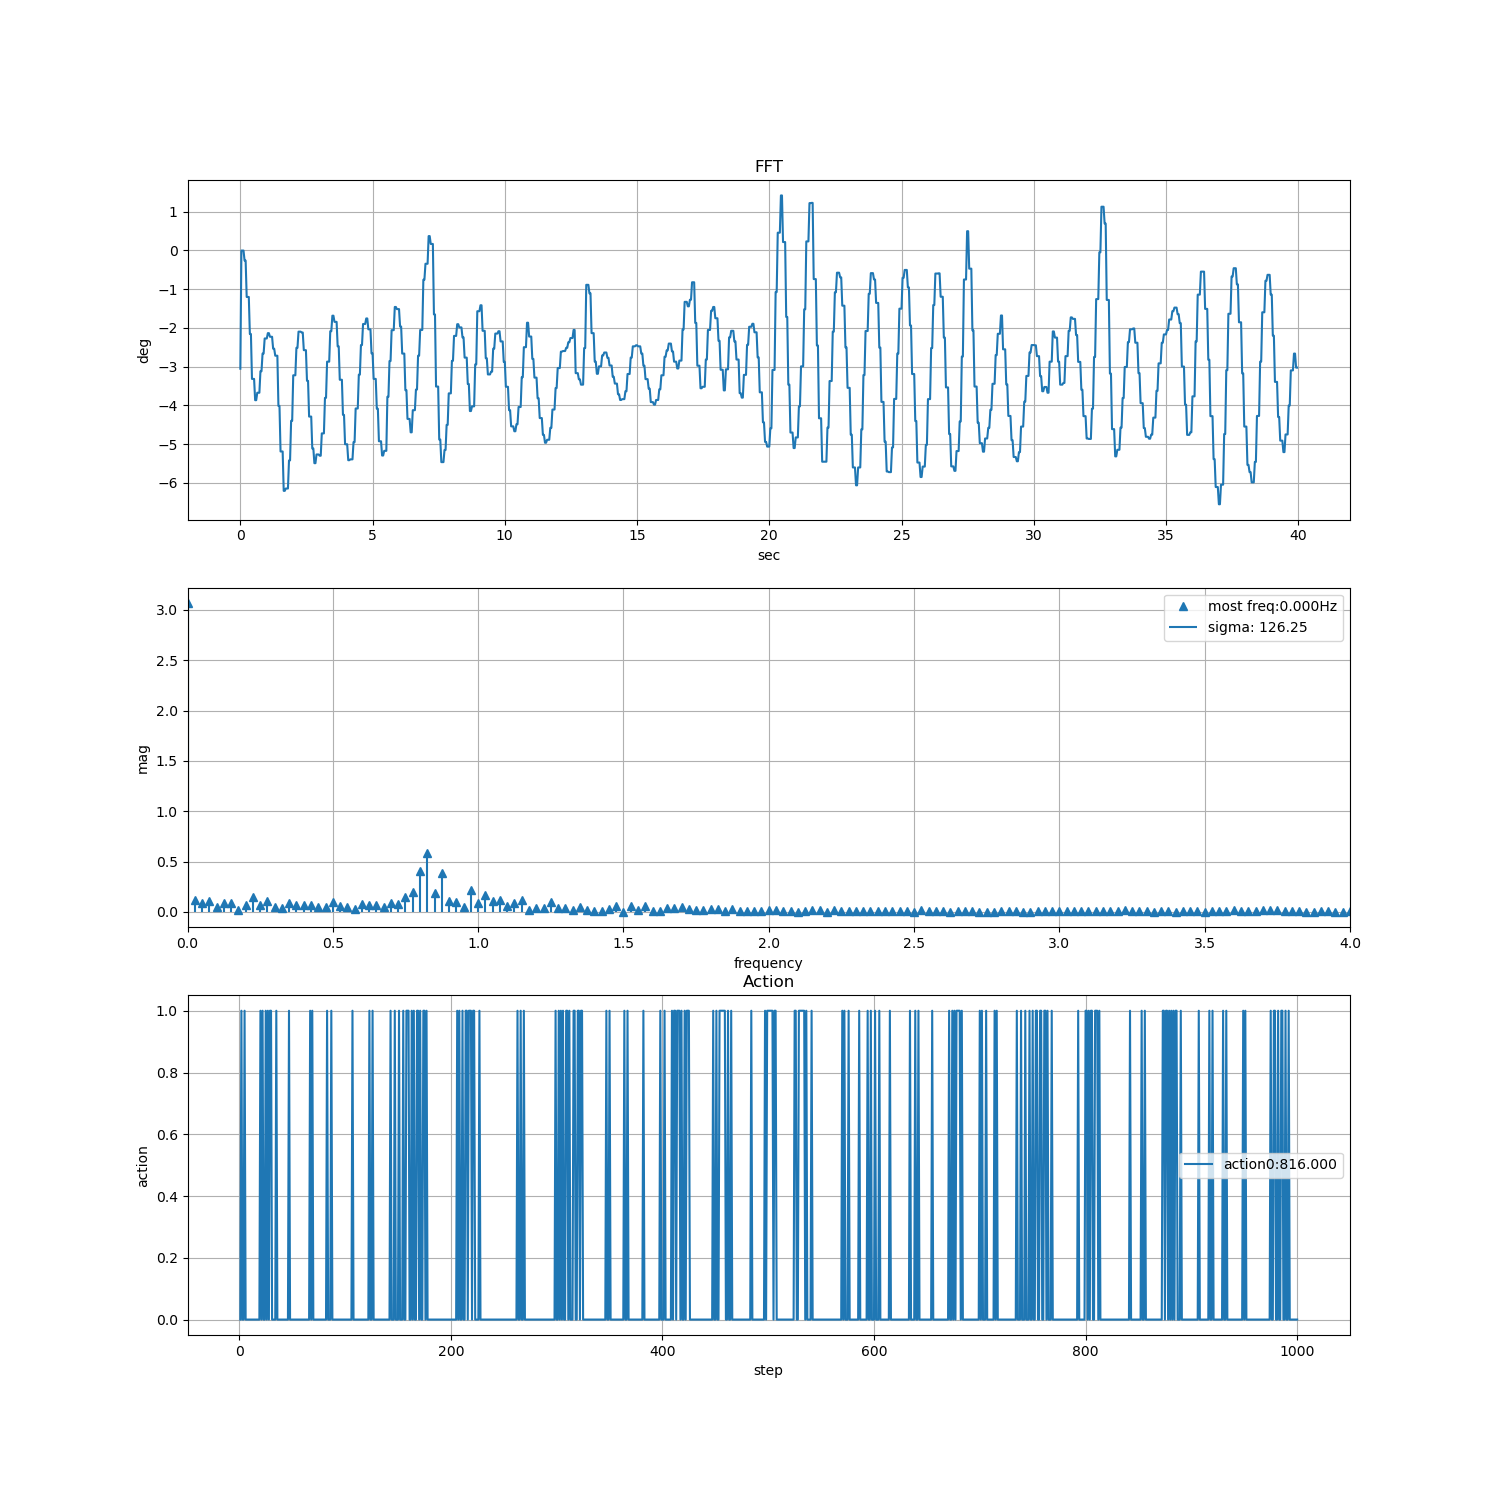 FFT
1
0
−1
−2
−3
−4
−5
−6
deg
0 5 10 15 20 25 30 35 40
sec
3.0
2.5
2.0
1.5
1.0
0.5
0.0
mag
most freq:0.000Hz
sigma: 126.25
0.0 0.5 1.0 1.5 2.0 2.5 3.0 3.5 4.0
frequency
Action
1.0
0.8
0.6
0.4
0.2
0.0
action
action0:816.000
0 200 400 600 800 1000
step